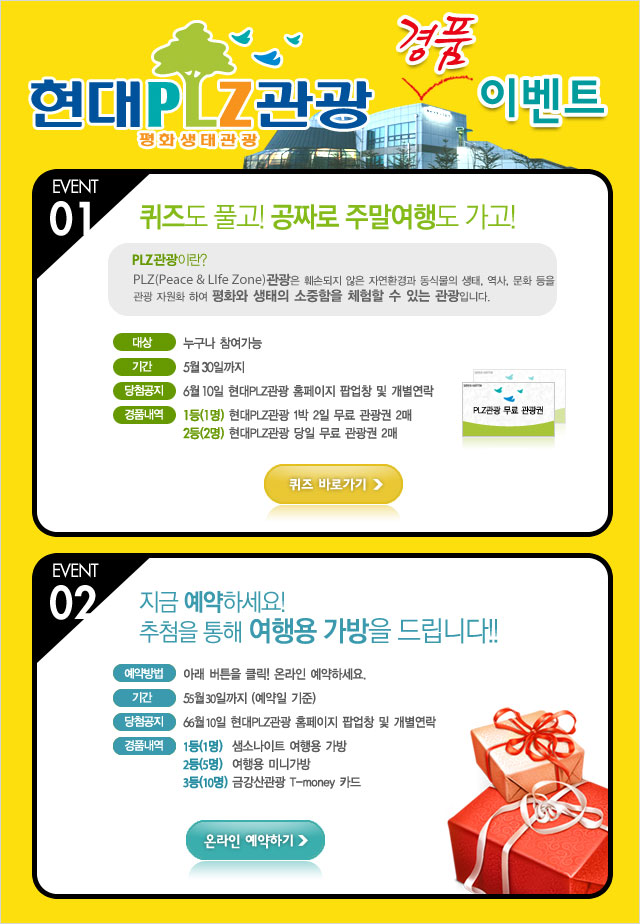 경품
현대PLZ관광
이벤트
평화생태관광
EVENT
01
퀴즈도 풀고! 공짜로 주말여행도 가고!
PLZ관광이란?
PLZ(Peace & LIfe Zone)관광은 훼손되지 않은 자연환경과 동식물의 생태, 역사, 문화 등을
관광 자원화 하여 평화와 생태의 소중함을 체험할 수 있는 관광입니다.
대상 누구나 참여가능
기간 5월 30일까지
당첨공지 6월 10일 현대PLZ관광 홈페이지 팝업창 및 개별연락
경품내역 1등(1명) 현대PLZ관광 1박 2일 무료 관광권 2매
2등(2명) 현대PLZ관광 당일 무료 관광권 2매
PLZ관광 무료 관광권
퀴즈 바로가기
EVENT
02
지금 예약하세요!
추첨을 통해 여행용 가방을 드립니다!!
예약방법 아래 버튼을 클릭! 온라인 예약하세요.
기간 55월30일까지 (예약일 기준)
당첨공지 66월10일 현대PLZ관광 홈페이지 팝업창 및 개별연락
경품내역 1등(1명) 샘소나이트 여행용 가방
2등(5명) 여행용 미니가방
3등(10명) 금강산관광 T-money 카드
온라인 예약하기